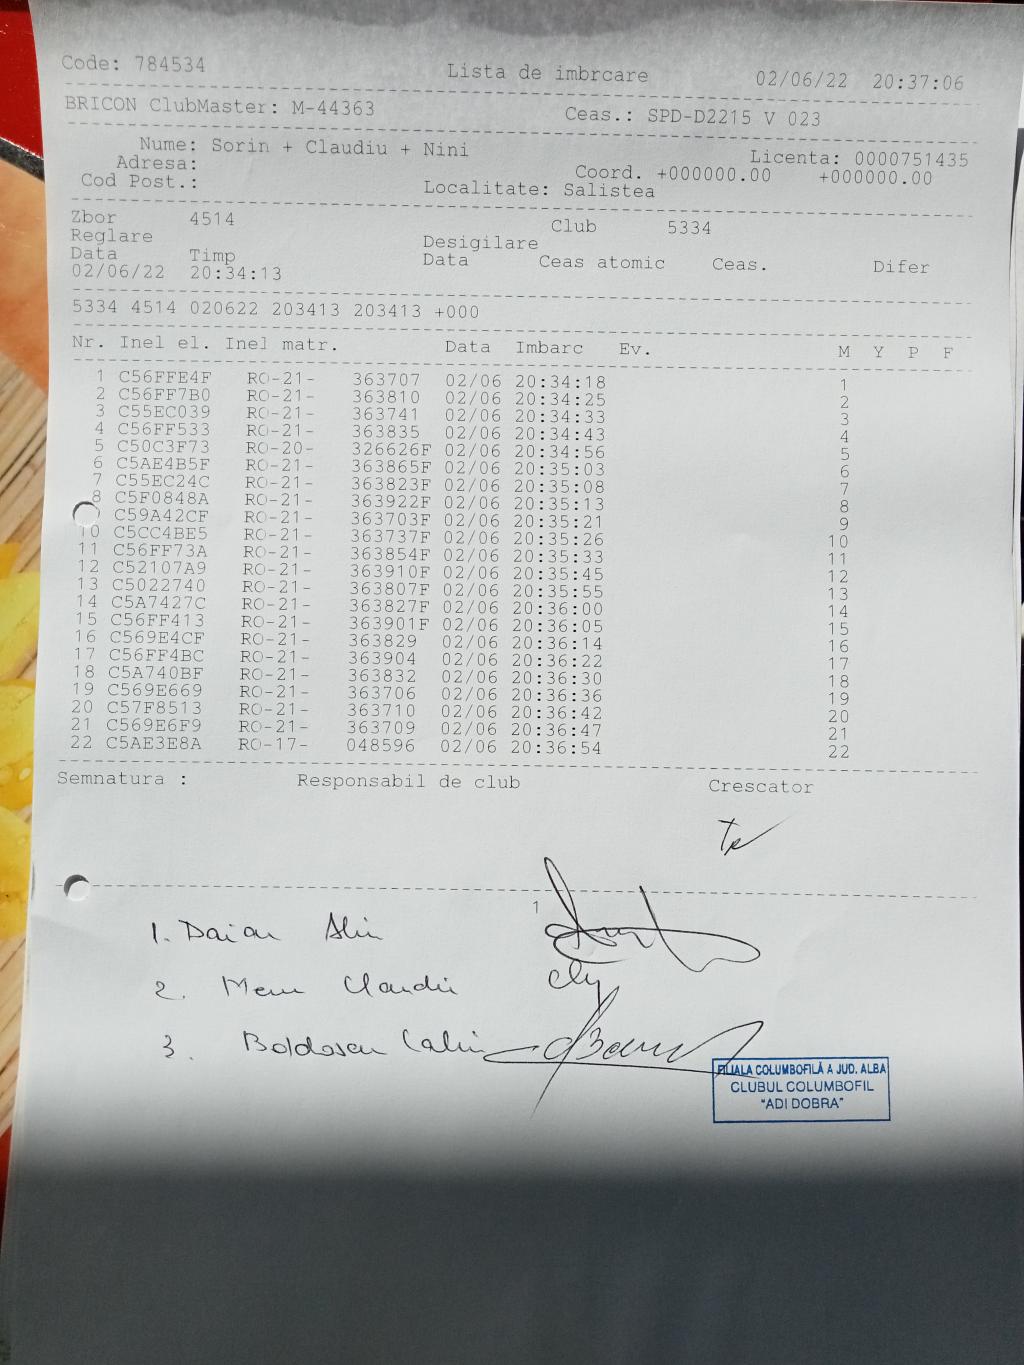 Code: 784534 Lista de imbrcare 02/06/22 20:37:06
BRICON ClubMaster: M-44363 Ceas.: SPD-D2215 V 023
Nume: Sorin + Claudiu + Nini Licenta: 0000751435
Adresa: Coord. +000000.00 +000000.00
Cod Post.: Localitate: Salistea
Zbor 4514 Club 5334
Reglare Desigilare
Data Timp Data Ceas atomic Ceas. Difer
02/06/22 20:34:13
5334 4514 020622 203413 203413 +000
Nr. Inel el. Inel matr. Data Imbarc Ev. M Y P F
1 C56FFE4F RO-21- 363707 02/06 20:34:18 1
2 C56FF7B0 RO-21- 363810 02/06 20:34:25 2
3 C55EC039 RO-21- 363741 02/06 20:34:33 3
4 C56FF533 RO-21- 363835 02/06 20:34:43 4
5 C50C3F73 RO-20- 326626F 02/06 20:34:56 5
6 C5AE4B5F RO-21- 363865F 02/06 20:35:03 6
7 C55EC24C RO-21- 363823F 02/06 20:35:08 7
8 C5F0848A RO-21- 363922F 02/06 20:35:13 8
C59A42CF RO-21- 363703F 02/06 20:35:21 9
10 C5CC4BE5 RO-21- 363737F 02/06 20:35:26 10
11 C56FF73A RO-21- 363854F 02/06 20:35:33 11
12 C52107A9 RO-21- 363910F 02/06 20:35:45 12
13 C5022740 RO-21- 363807F 02/06 20:35:55 13
14 C5A7427C RO-21- 363827F 02/06 20:36:00 14
15 C56FF413 RO-21- 363901F 02/06 20:36:05 15
16 C569E4CF RO-21- 363829 02/06 20:36:14 16
17 C56FF4BC RO-21- 363904 02/06 20:36:22 17
18 C5A740BF RO-21- 363832 02/06 20:36:30 18
19 C569E669 RO-21- 363706 02/06 20:36:36 19
20 C57F8513 RO-21- 363710 02/06 20:36:42 20
21 C569E6F9 RO-21- 363709 02/06 20:36:47 21
22 C5AE3E8A RO-17- 048596 02/06 20:36:54 22
Semnatura : Responsabil de club Crescator
1
1. Daian Alin
2. Claudiu
3. Calin
FILIALA COLUMBOFILĂ A JUD. ALBA
CLUBUL COLUMBOFIL
"ADI DOBRA"